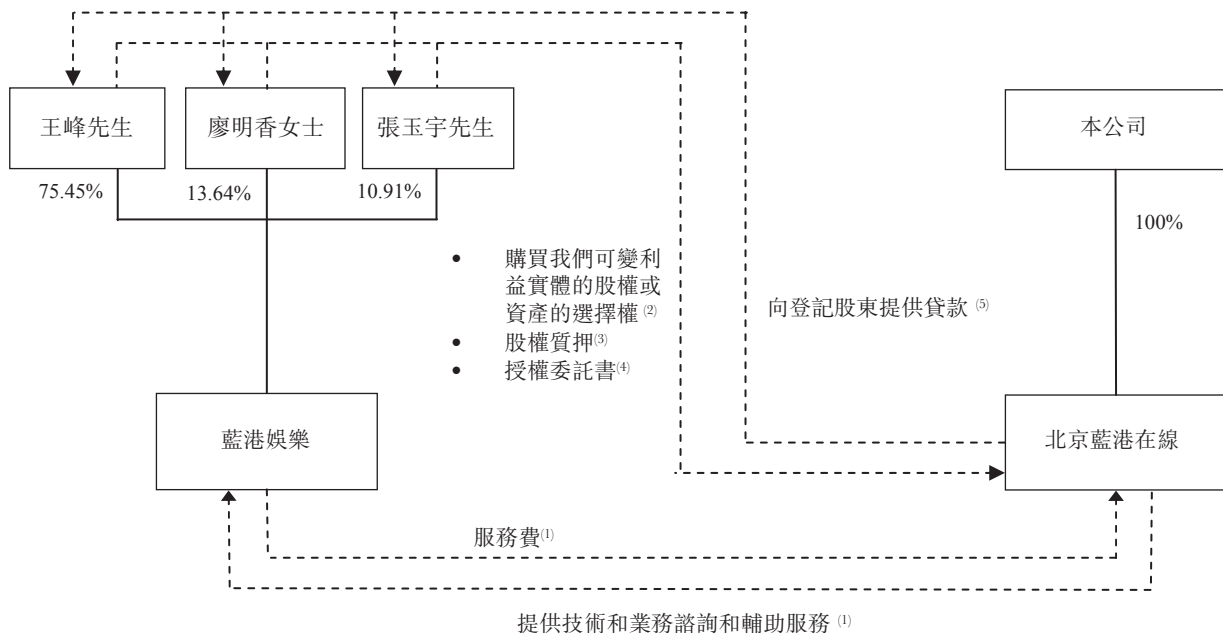 王峰先生
廖明香女士
張玉宇先生
本公司
75.45%
13.64%
10.91%
100%
• 購買我們可變利
益實體的股權或
資產的選擇權(2)
• 股權質押(3)
• 授權委託書(4)
向登記股東提供貸款(5)
藍港娛樂
北京藍港在線
服務費(1)
提供技術和業務諮詢和輔助服務(1)